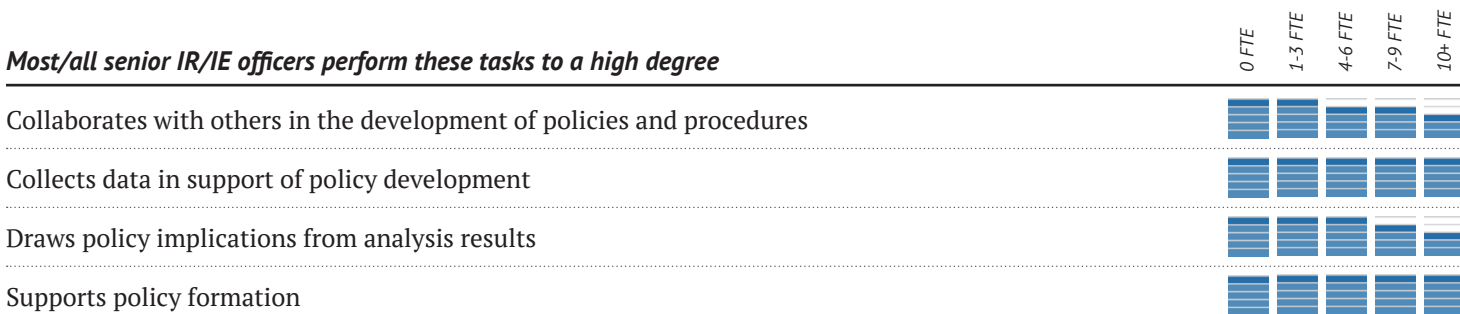 Most/all senior IR/IE officers perform these tasks to a high degree
0 FTE
1-3 FTE
4-6 FTE
7-9 FTE
10+ FTE
Collaborates with others in the development of policies and procedures
Collects data in support of policy development
Draws policy implications from analysis results
Supports policy formation